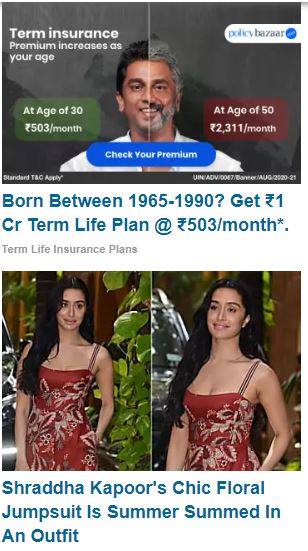 Term insurance
Premium increases as
your age
policybazaar
At Age of 30
₹503/month
At Age of 50
₹2,311/month
Check Your Premium
Standard T&C Apply*
UIN/ADV/0067/Banner/AUG/2020-21
Born Between 1965-1990? Get ₹1
Cr Term Life Plan @ ₹503/month*.
Term Life Insurance Plans
Shraddha Kapoor's Chic Floral
Jumpsuit Is Summer Summed In
An Outfit